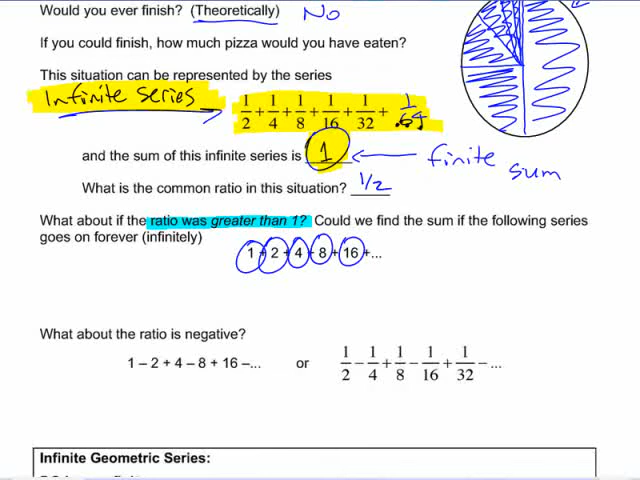 Would you ever finish? (Theoretically) No
If you could finish, how much pizza would you have eaten?
This situation can be represented by the series
Infinite series
1/2 + 1/4 + 1/8 + 1/16 + 1/32 + 1/64
and the sum of this infinite series is 1 ← finite sum
What is the common ratio in this situation? 1/2
What about if the ratio was greater than 1? Could we find the sum if the following series
goes on forever (infinitely)
1 + 2 + 4 + 8 + 16 +...
What about the ratio is negative?
1 – 2 + 4 – 8 + 16 –... or 1/2 − 1/4 + 1/8 − 1/16 + 1/32 − ...
Infinite Geometric Series: